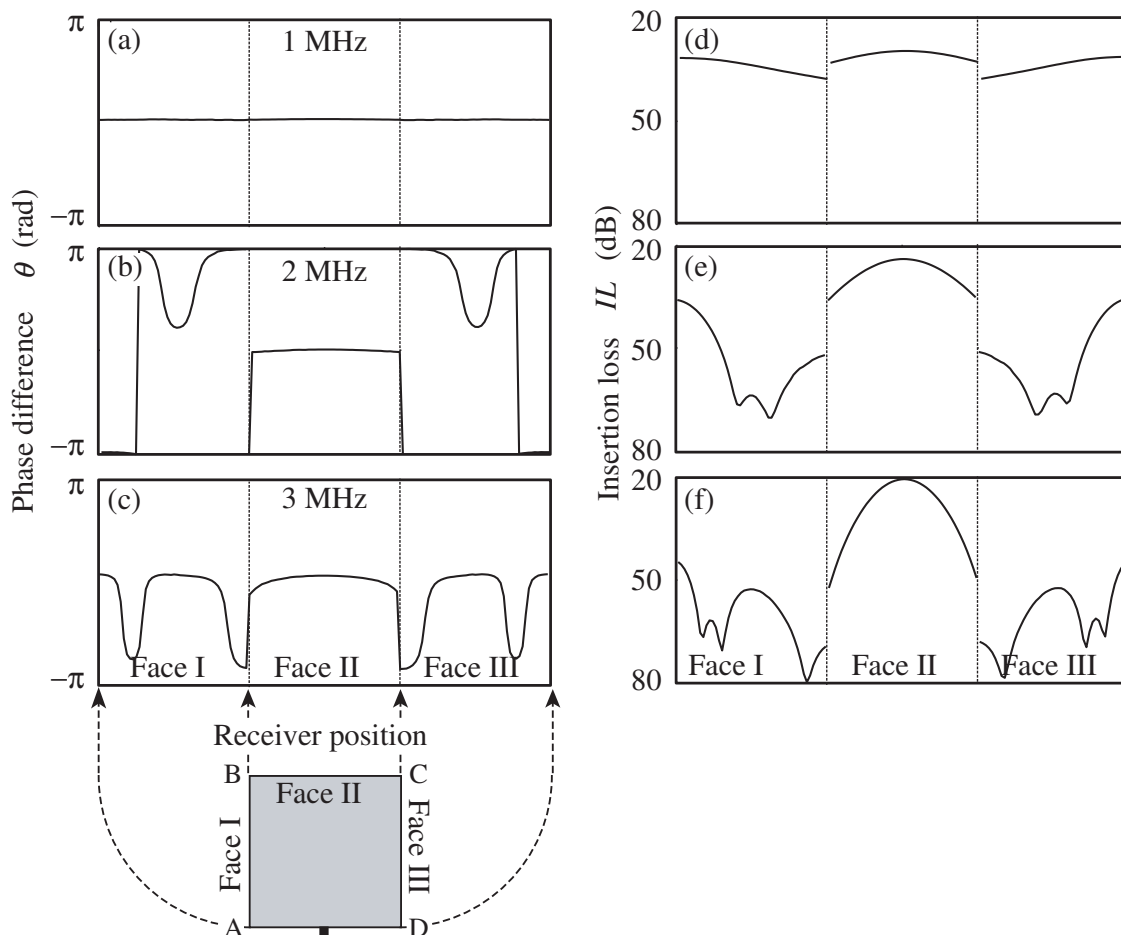 π
(a)
1 MHz
−π
π
(b)
2 MHz
−π
π
(c)
3 MHz
Face I
Face II
Face III
−π
Phase difference θ (rad)
20
(d)
50
80
20
(e)
50
80
20
(f)
50
Face I
Face II
Face III
80
Insertion loss IL (dB)
Receiver position
B
C
Face II
Face I
Face III
A
D